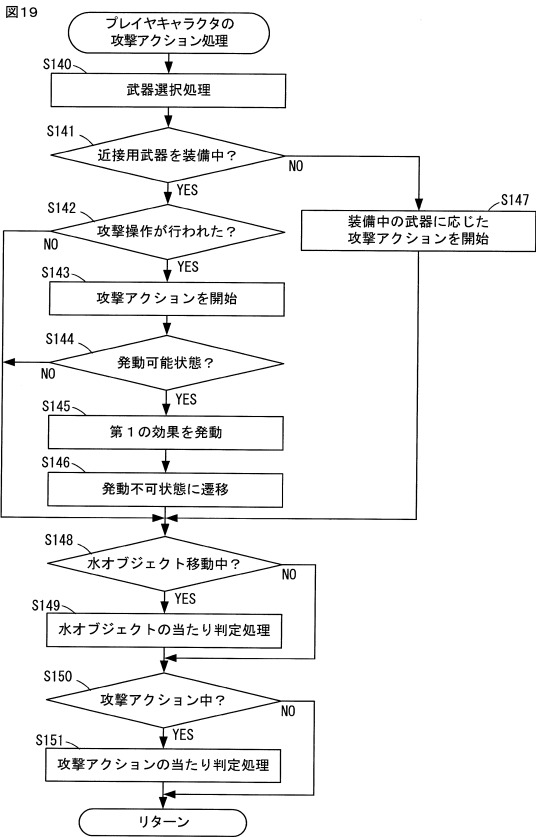 図19
プレイヤキャラクタの
攻撃アクション処理
S140
武器選択処理
S141
近接用武器を装備中？
NO
YES
S142
攻撃操作が行われた？
NO
YES
S147
装備中の武器に応じた
攻撃アクションを開始
S143
攻撃アクションを開始
S144
発動可能状態？
NO
YES
S145
第１の効果を発動
S146
発動不可状態に遷移
S148
水オブジェクト移動中？
NO
YES
S149
水オブジェクトの当たり判定処理
S150
攻撃アクション中？
NO
YES
S151
攻撃アクションの当たり判定処理
リターン